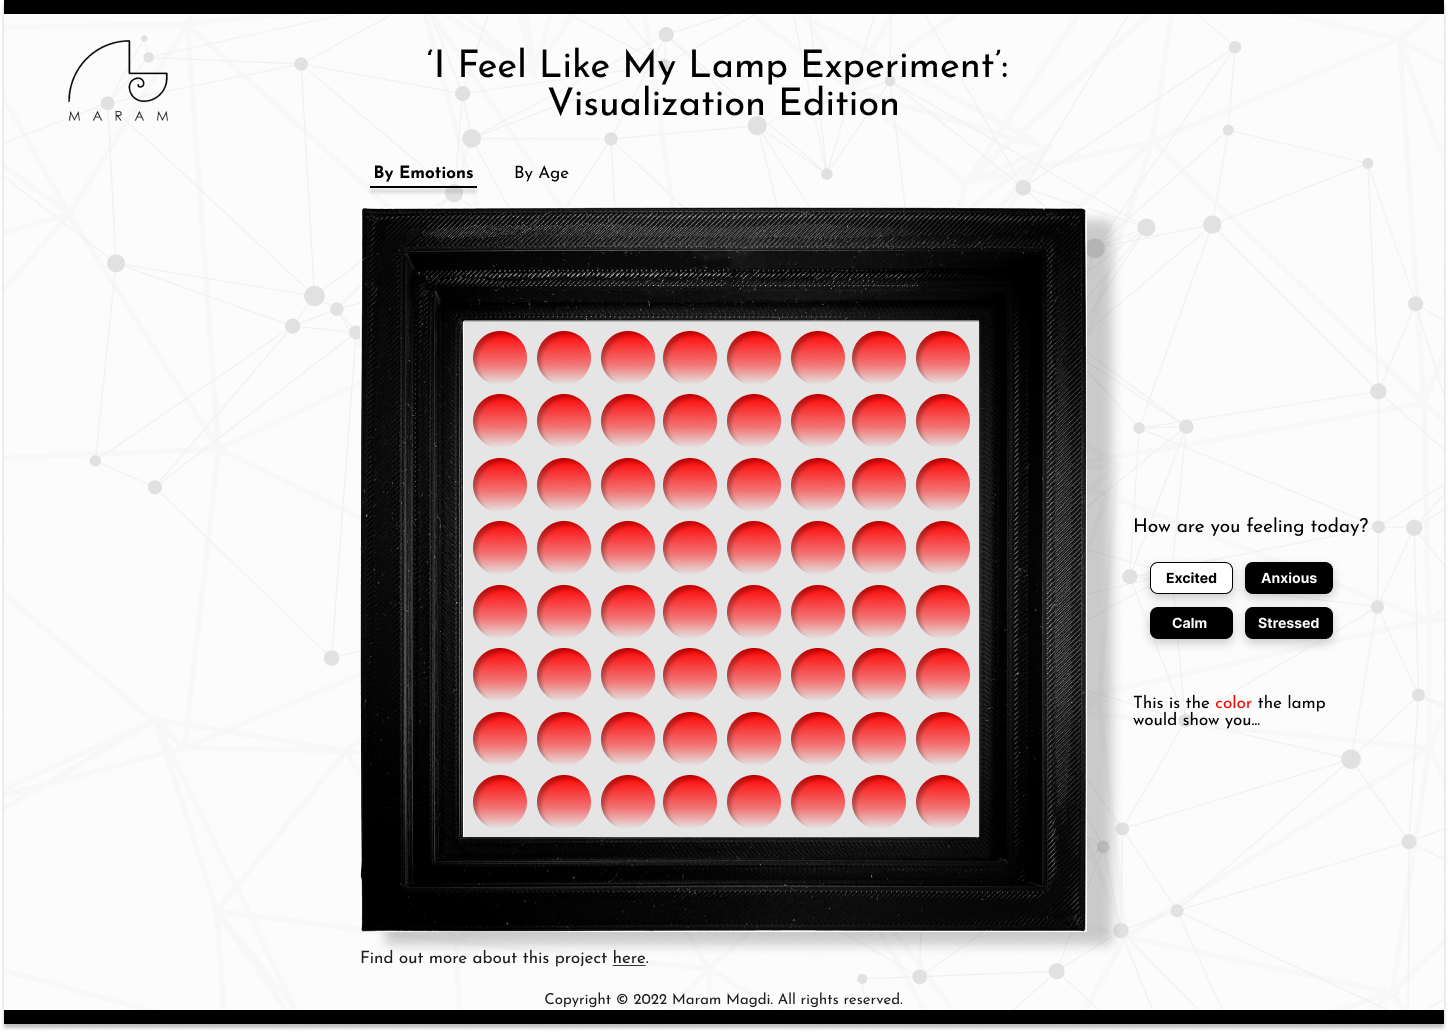 MARAM
‘I Feel Like My Lamp Experiment’:
Visualization Edition
By Emotions
By Age
How are you feeling today?
Excited
Anxious
Calm
Stressed
This is the color the lamp
would show you...
Find out more about this project here.
Copyright © 2022 Maram Magdi. All rights reserved.